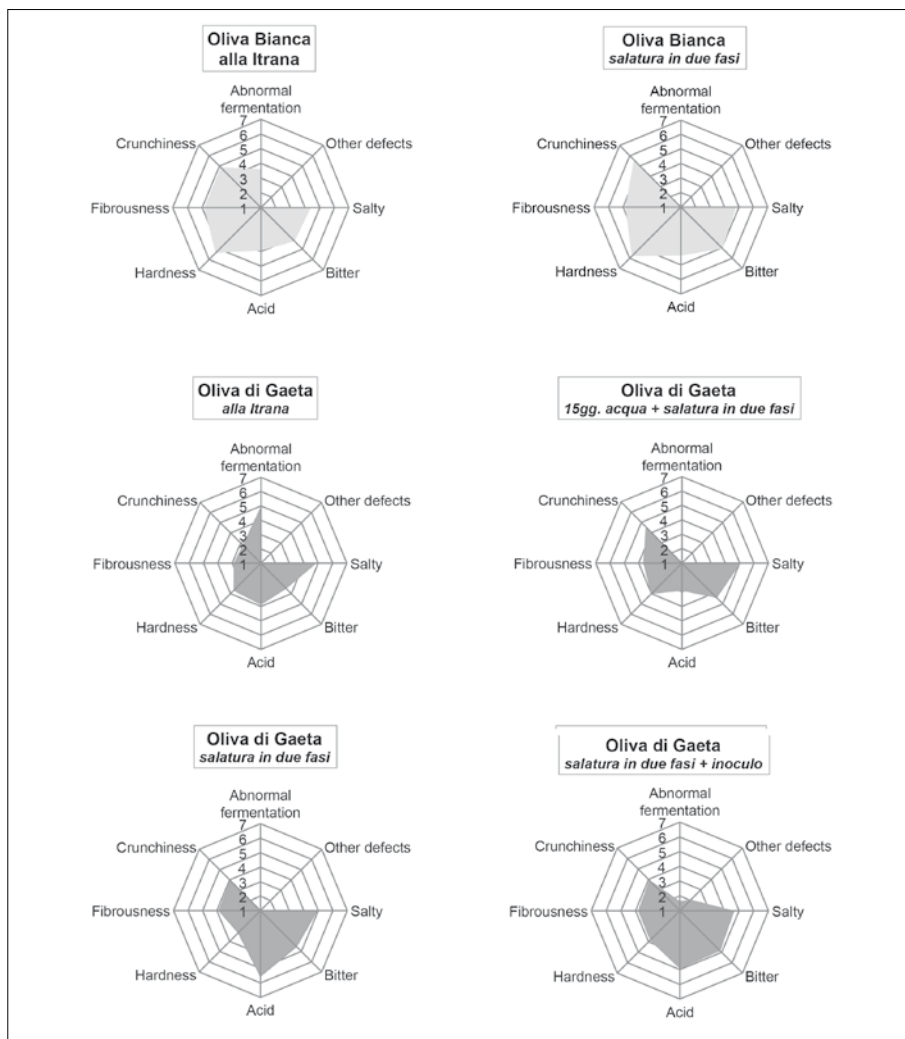 Oliva Bianca
alla Itrana
Abnormal
fermentation
7
6
5
4
3
2
1
Crunchiness
Other defects
Fibrousness
Salty
Hardness
Bitter
Acid
Oliva Bianca
salatura in due fasi
Abnormal
fermentation
7
6
5
4
3
2
1
Crunchiness
Other defects
Fibrousness
Salty
Hardness
Bitter
Acid
Oliva di Gaeta
alla Itrana
Abnormal
fermentation
7
6
5
4
3
2
1
Crunchiness
Other defects
Fibrousness
Salty
Hardness
Bitter
Acid
Oliva di Gaeta
15gg. acqua + salatura in due fasi
Abnormal
fermentation
7
6
5
4
3
2
1
Crunchiness
Other defects
Fibrousness
Salty
Hardness
Bitter
Acid
Oliva di Gaeta
salatura in due fasi
Abnormal
fermentation
7
6
5
4
3
2
1
Crunchiness
Other defects
Fibrousness
Salty
Hardness
Bitter
Acid
Oliva di Gaeta
salatura in due fasi + inoculo
Abnormal
fermentation
7
6
5
4
3
2
1
Crunchiness
Other defects
Fibrousness
Salty
Hardness
Bitter
Acid